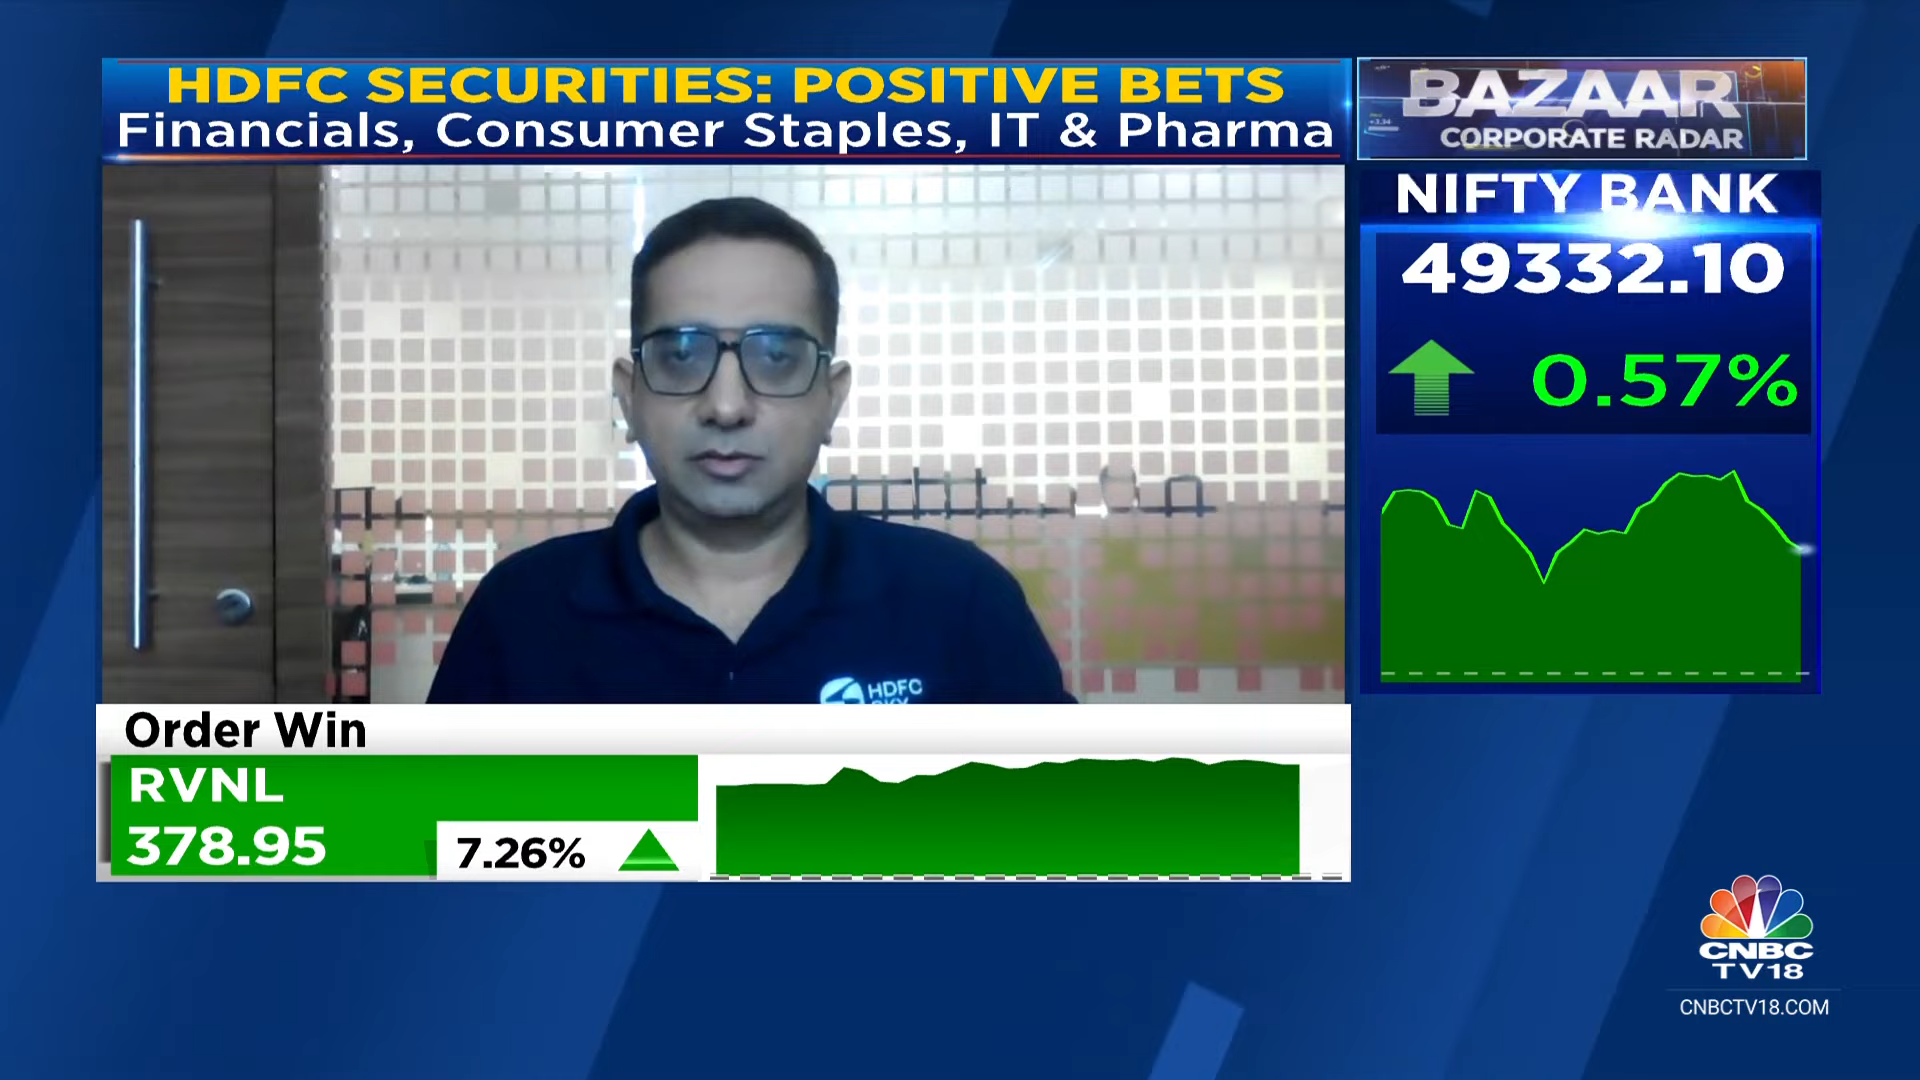 HDFC SECURITIES: POSITIVE BETS
Financials, Consumer Staples, IT & Pharma
BAZAAR
CORPORATE RADAR
NIFTY BANK
49332.10
0.57%
HDFC
SKY
Order Win
RVNL
378.95
7.26%
CNBC
TV18
CNBCTV18.COM